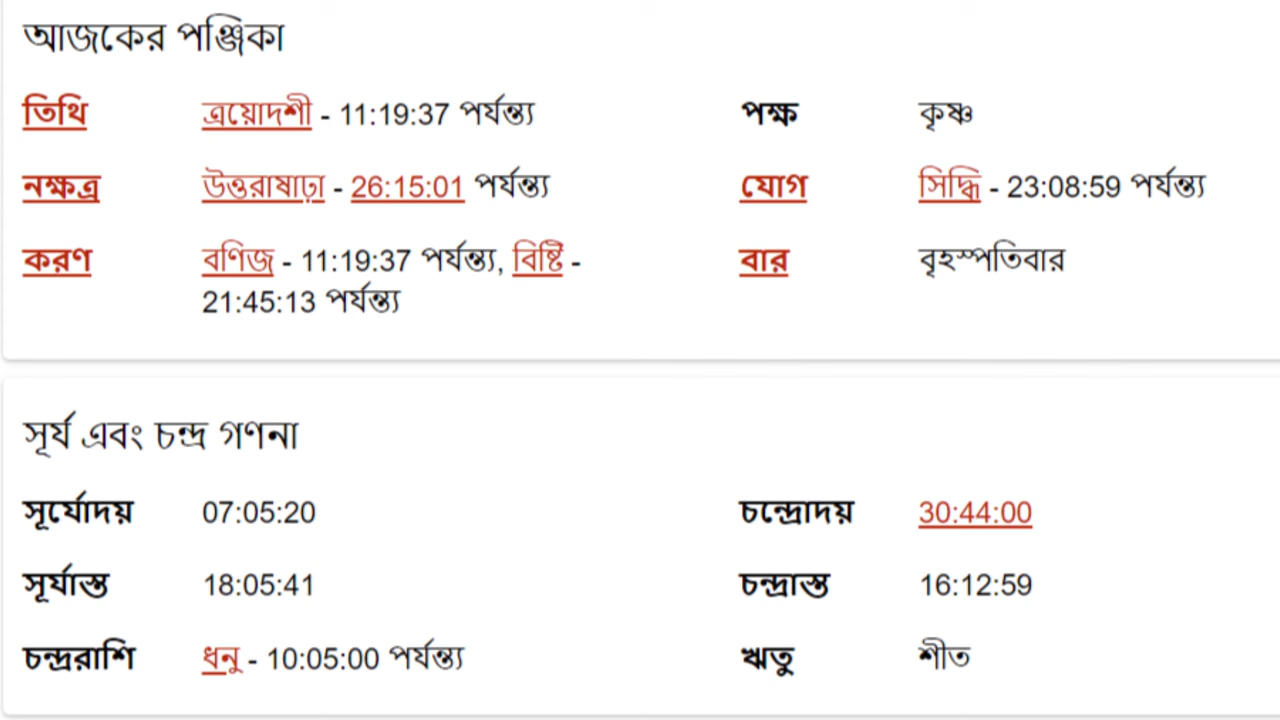 আজকের পঞ্জিকা
তিথি ত্রয়োদশী - 11:19:37 পর্যন্ত্য পক্ষ কৃষ্ণ
নক্ষত্র উত্তরাষাঢ়া - 26:15:01 পর্যন্ত্য যোগ সিদ্ধি - 23:08:59 পর্যন্ত্য
করণ বণিজ - 11:19:37 পর্যন্ত্য, বিষ্টি - বার বৃহস্পতিবার
21:45:13 পর্যন্ত্য
সূর্য এবং চন্দ্র গণনা
সূর্যোদয় 07:05:20 চন্দ্রোদয় 30:44:00
সূর্যাস্ত 18:05:41 চন্দ্রাস্ত 16:12:59
চন্দ্ররাশি ধনু - 10:05:00 পর্যন্ত্য ঋতু শীত